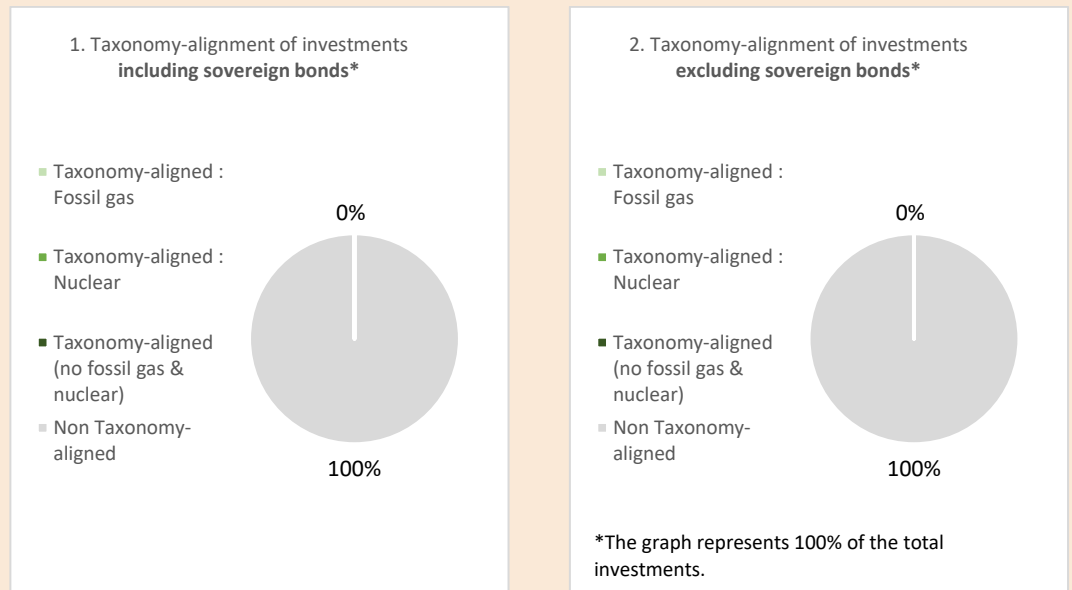 1. Taxonomy-alignment of investments
including sovereign bonds*
Taxonomy-aligned :
Fossil gas
Taxonomy-aligned :
Nuclear
Taxonomy-aligned
(no fossil gas &
nuclear)
Non Taxonomy-
aligned
0%
100%
2. Taxonomy-alignment of investments
excluding sovereign bonds*
Taxonomy-aligned :
Fossil gas
Taxonomy-aligned :
Nuclear
Taxonomy-aligned
(no fossil gas &
nuclear)
Non Taxonomy-
aligned
0%
100%
*The graph represents 100% of the total
investments.